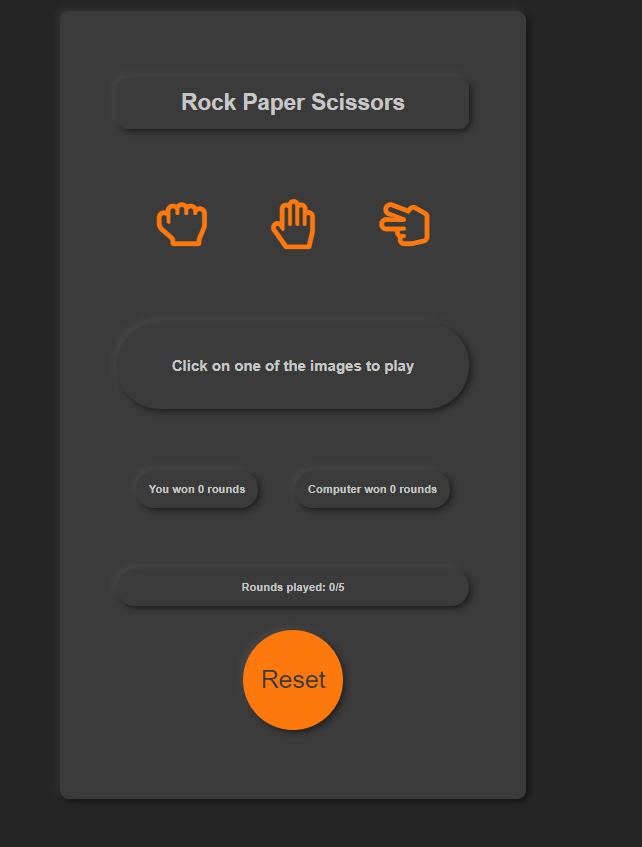 Rock Paper Scissors
Click on one of the images to play
You won 0 rounds
Computer won 0 rounds
Rounds played: 0/5
Reset